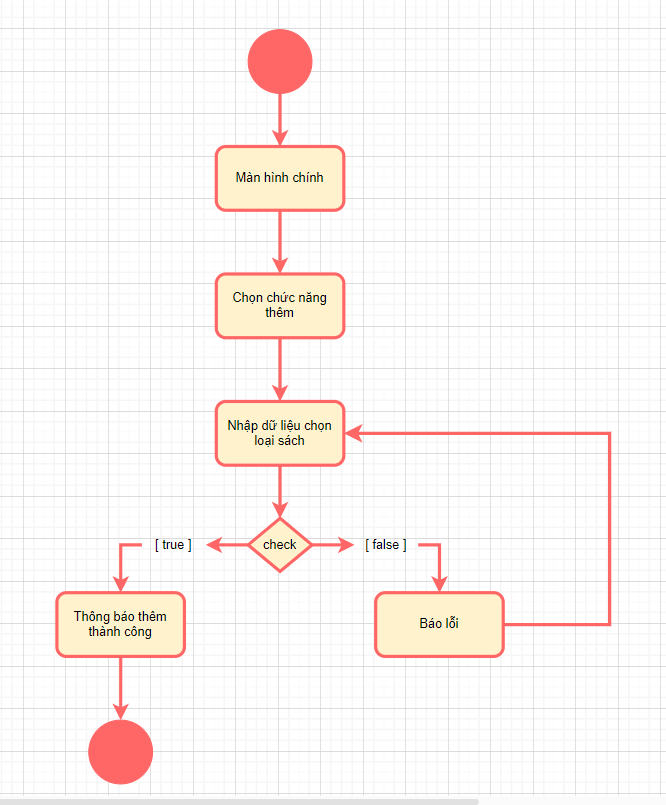 Màn hình chính
Chọn chức năng
thêm
Nhập dữ liệu chọn
loại sách
[ true ]
check
[ false ]
Thông báo thêm
thành công
Báo lỗi